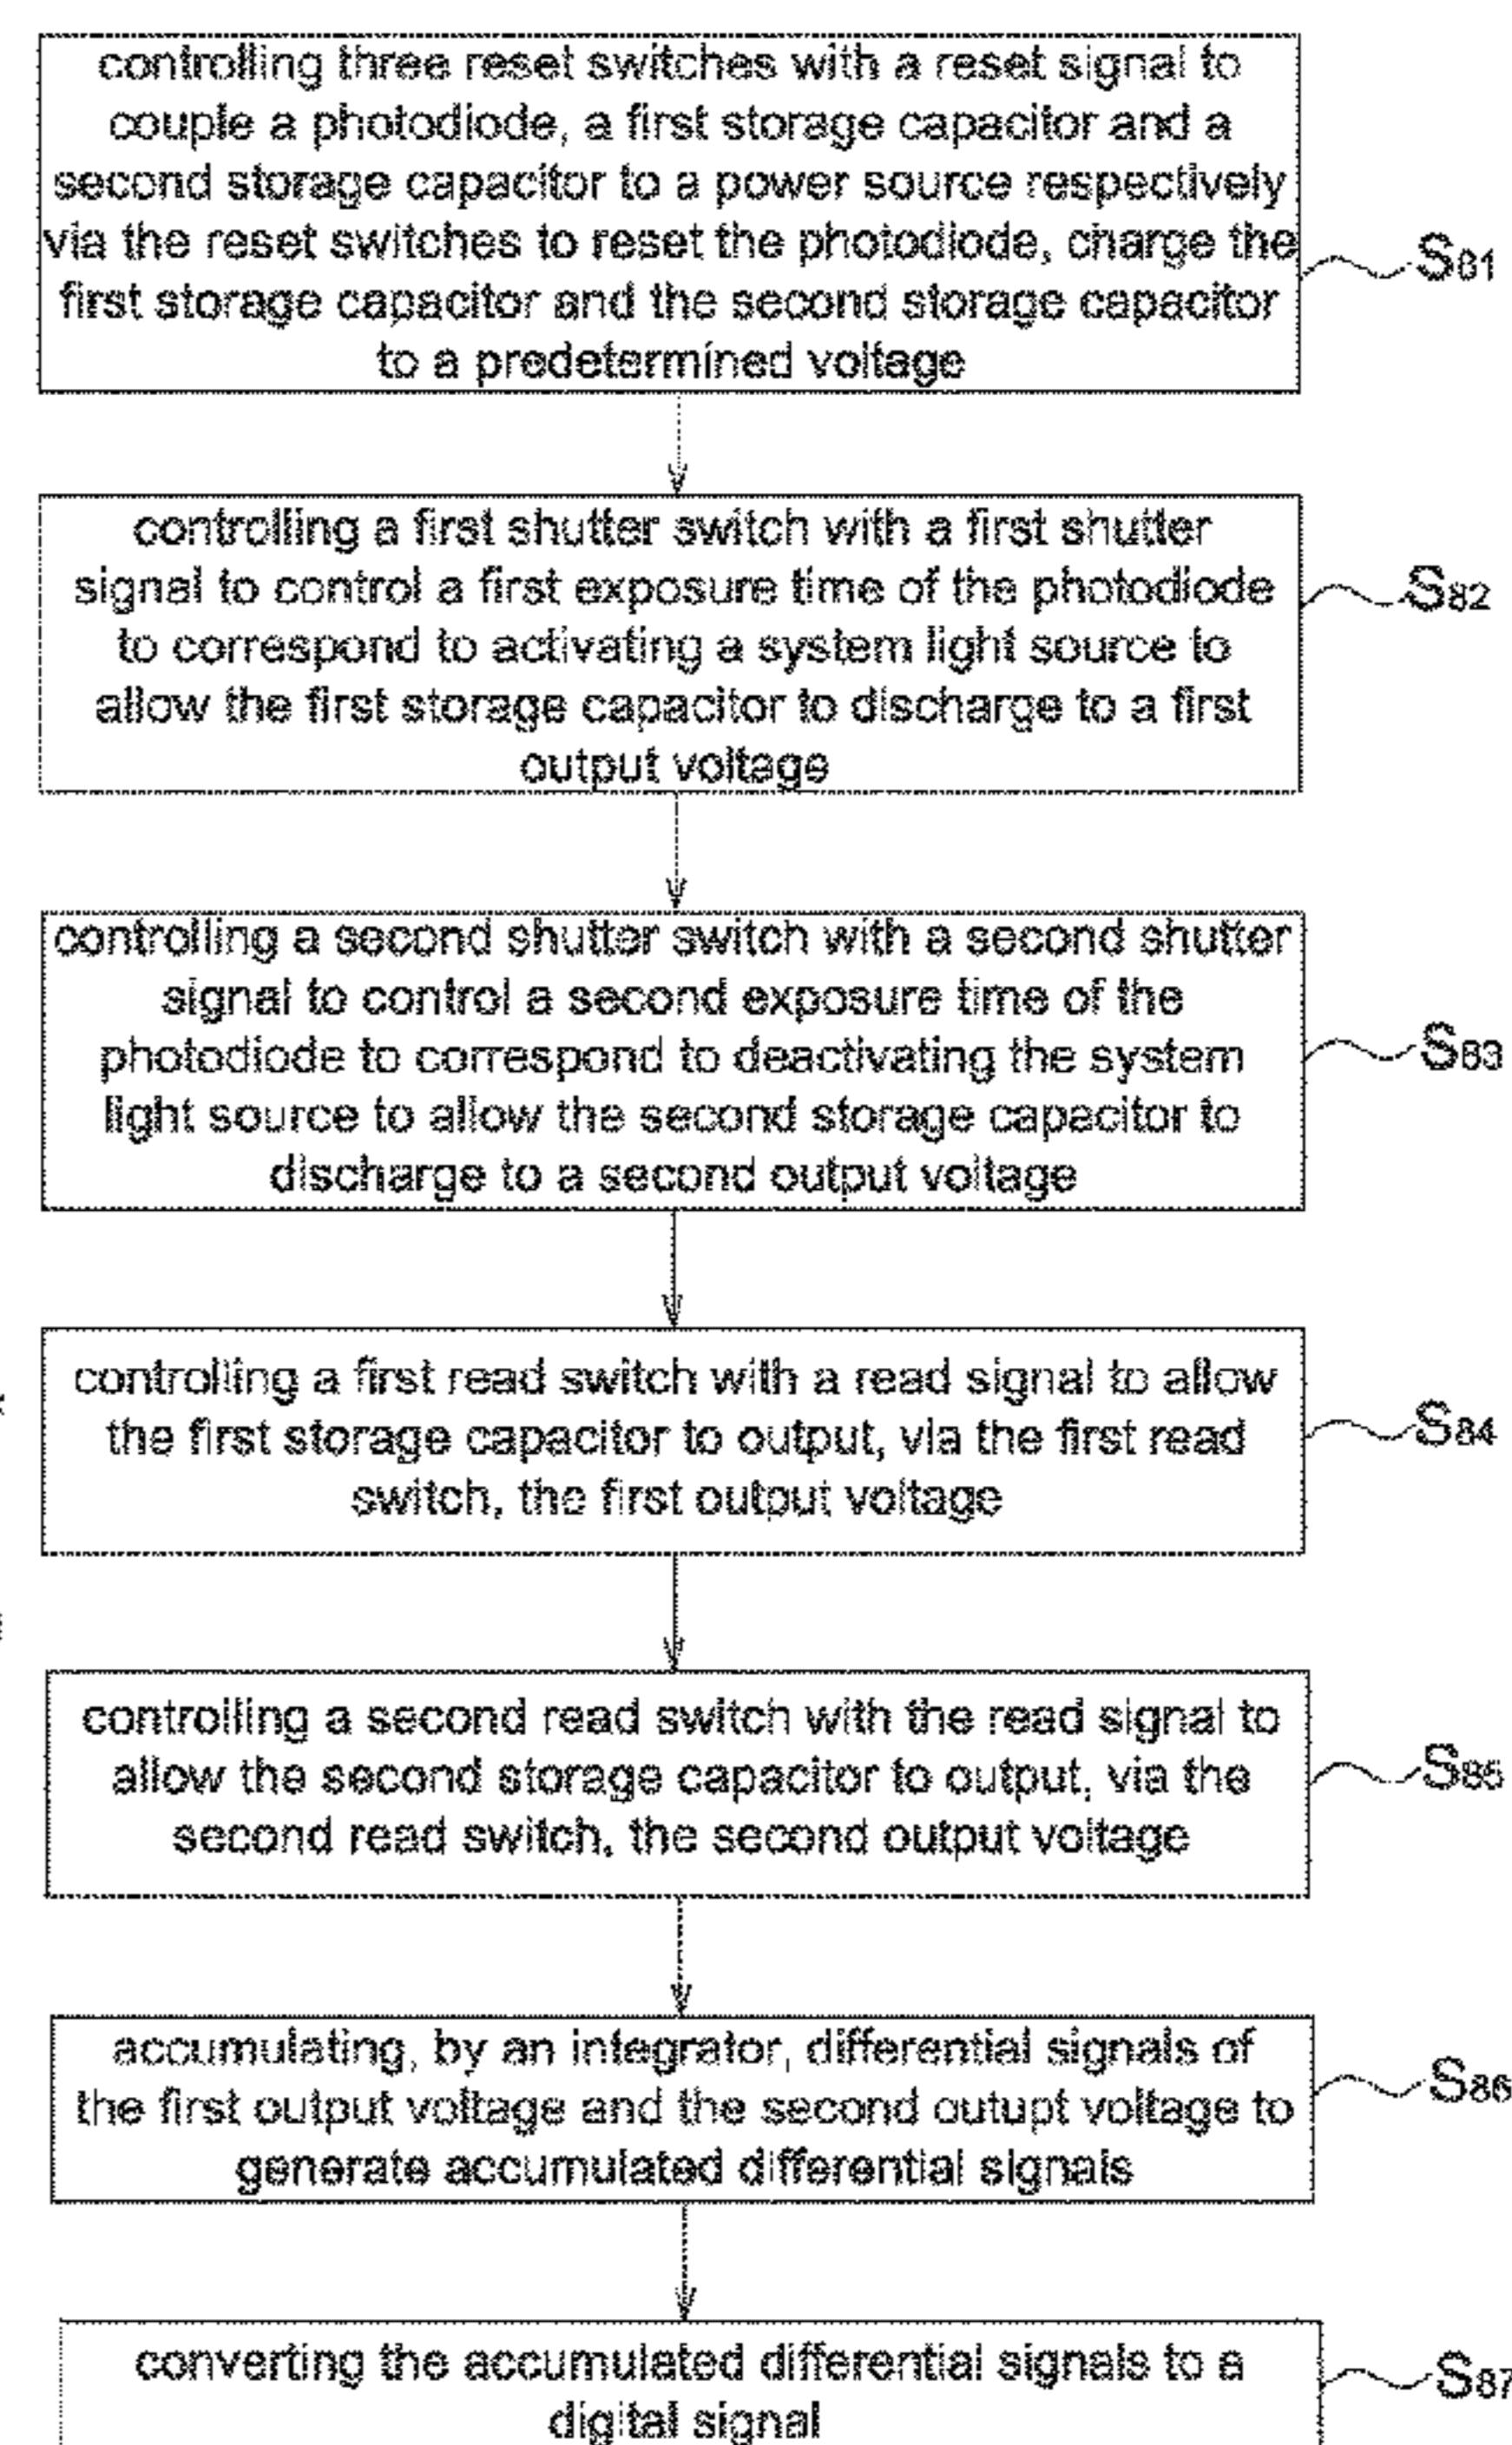 controlling three reset switches with a reset signal to
couple a photodiode, a first storage capacitor and a
second storage capacitor to a power source respectively
via the reset switches to reset the photodiode, charge the
first storage capacitor and the second storage capacitor
to a predetermined voltage
S81
controlling a first shutter switch with a first shutter
signal to control a first exposure time of the photodiode
to correspond to activating a system light source to
allow the first storage capacitor to discharge to a first
output voltage
S82
controlling a second shutter switch with a second shutter
signal to control a second exposure time of the
photodiode to correspond to deactivating the system
light source to allow the second storage capacitor to
discharge to a second output voltage
S83
controlling a first read switch with a read signal to allow
the first storage capacitor to output, via the first read
switch, the first output voltage
S84
controlling a second read switch with the read signal to
allow the second storage capacitor to output, via the
second read switch, the second output voltage
S85
accumulating, by an integrator, differential signals of
the first output voltage and the second outupt voltage to
generate accumulated differential signals
S86
converting the accumulated differential signals to a
digital signal
S87